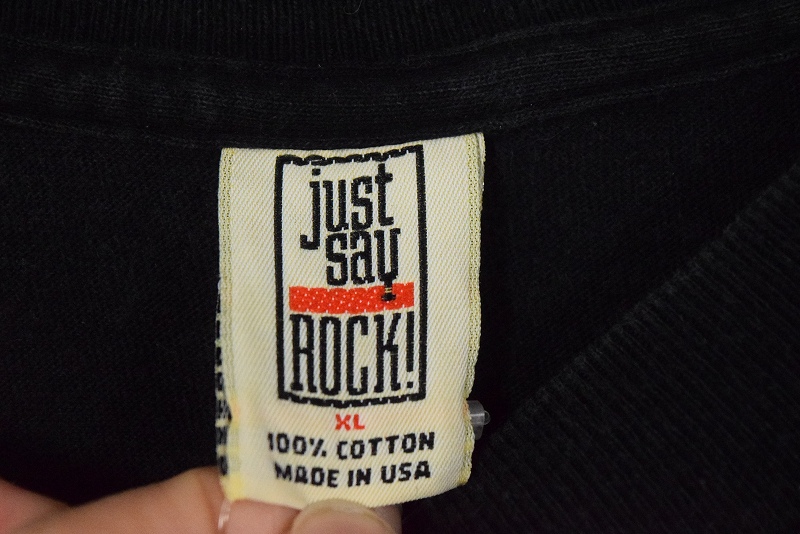 just
say
ROCK!
XL
100% COTTON
MADE IN USA